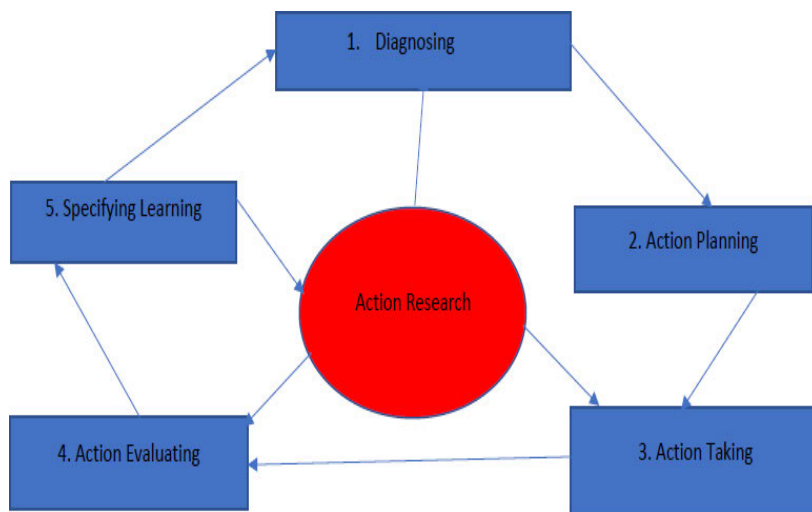 1. Diagnosing
5. Specifying Learning
2. Action Planning
Action Research
4. Action Evaluating
3. Action Taking